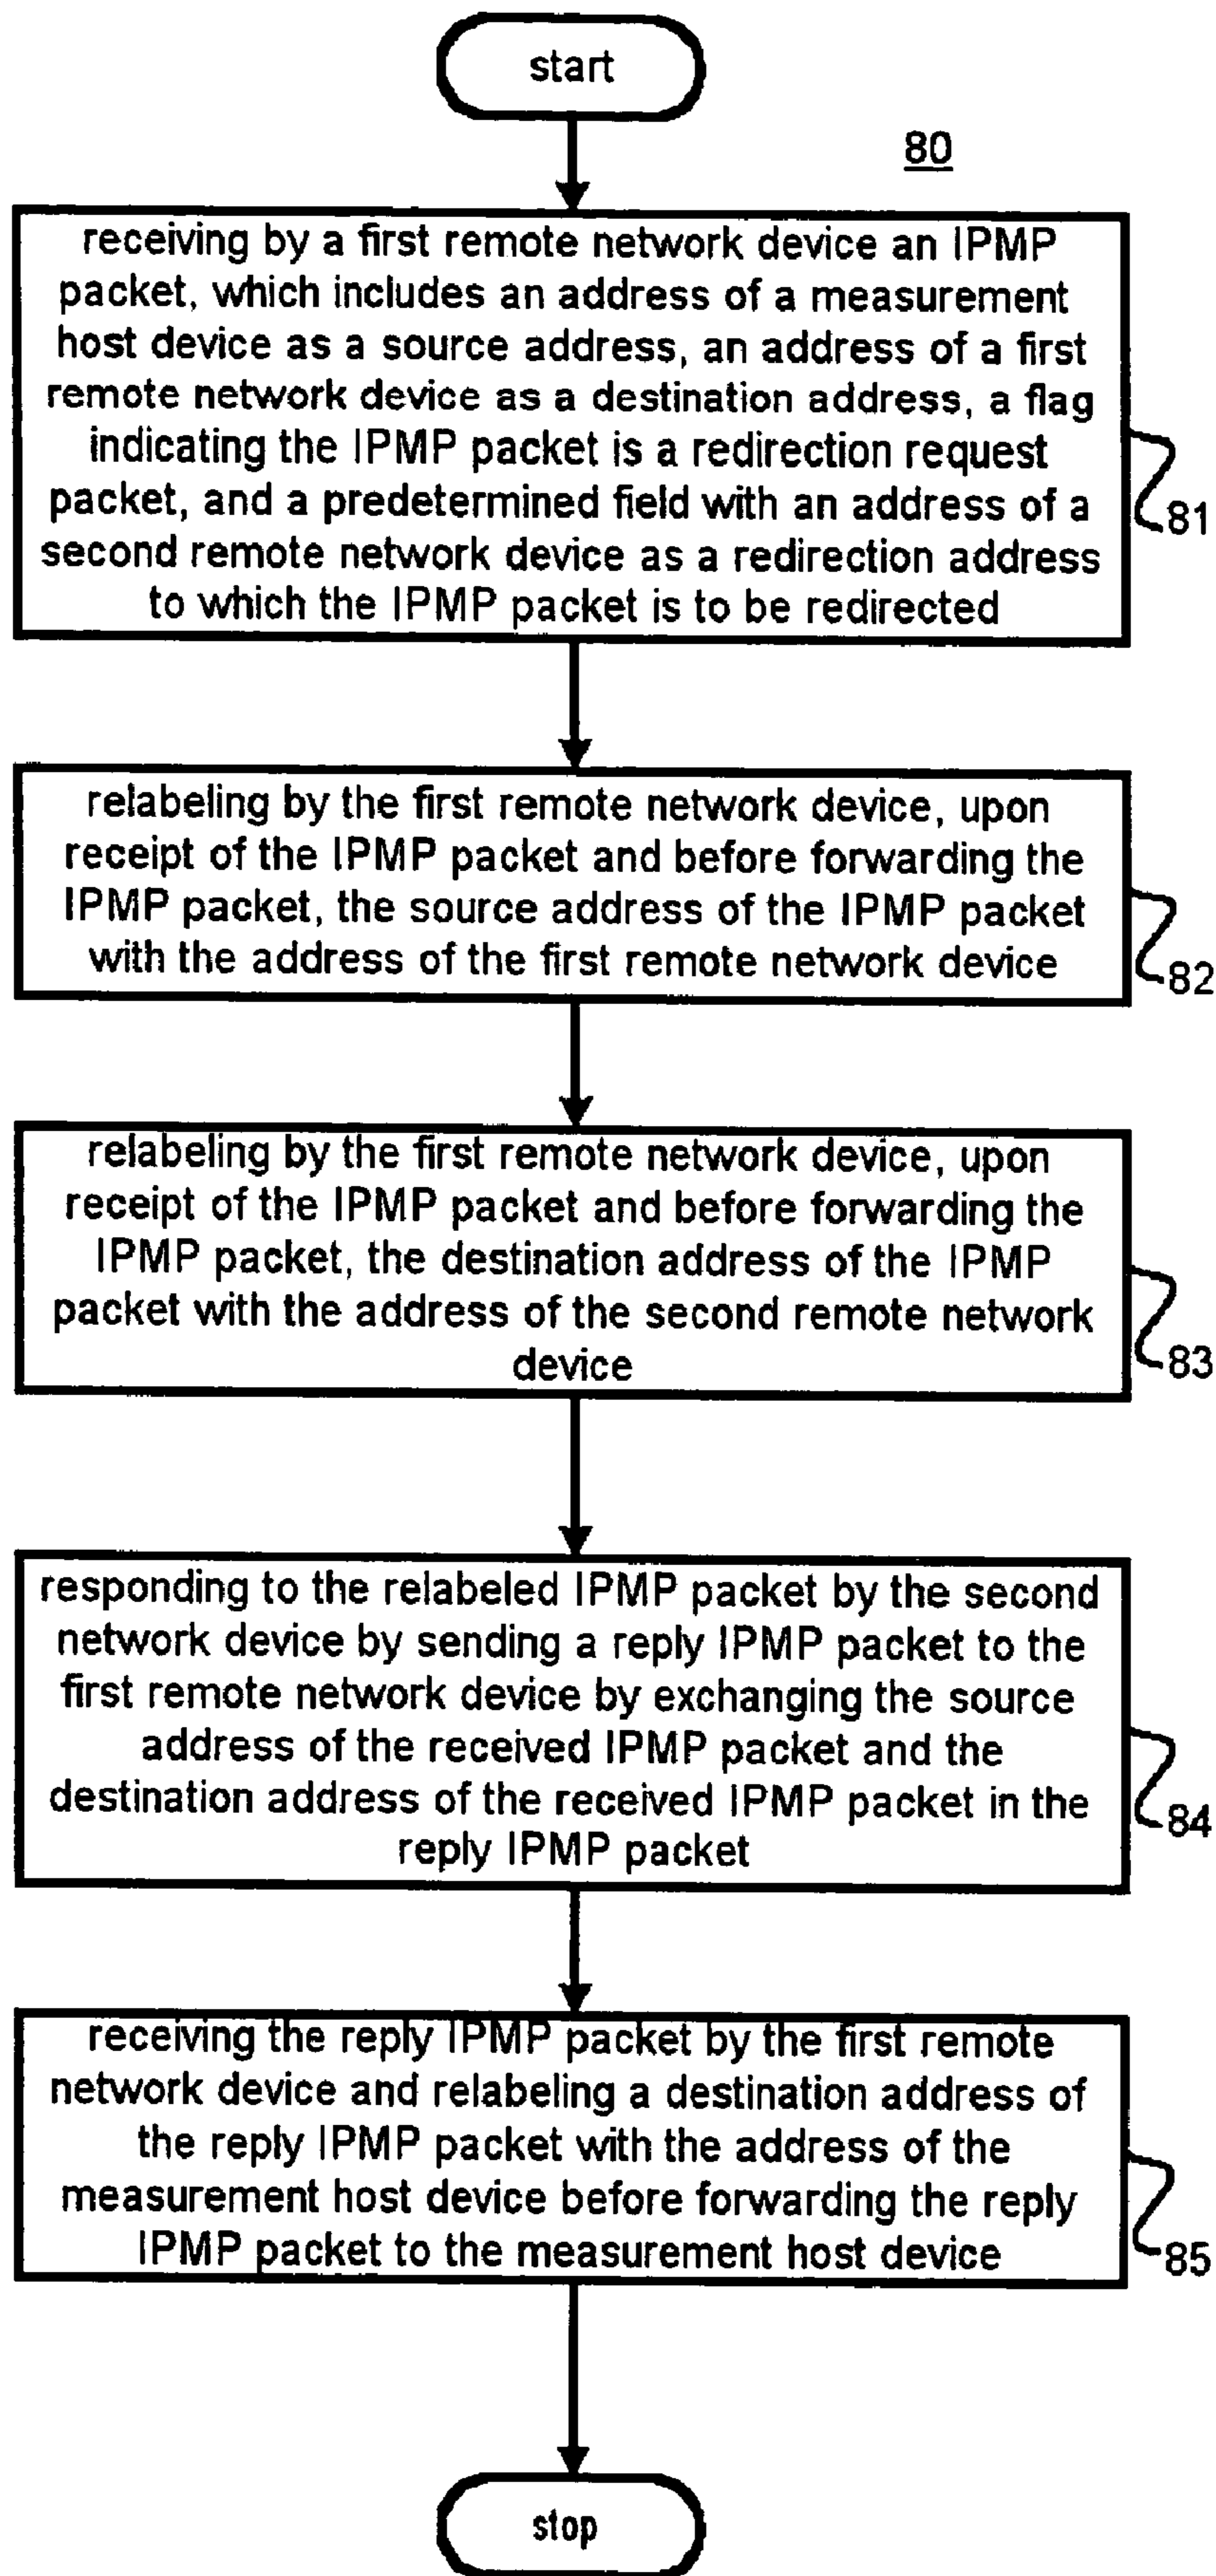 start
80
receiving by a first remote network device an IPMP
packet, which includes an address of a measurement
host device as a source address, an address of a first
remote network device as a destination address, a flag
indicating the IPMP packet is a redirection request
packet, and a predetermined field with an address of a
second remote network device as a redirection address
to which the IPMP packet is to be redirected
81
relabeling by the first remote network device, upon
receipt of the IPMP packet and before forwarding the
IPMP packet, the source address of the IPMP packet
with the address of the first remote network device
82
relabeling by the first remote network device, upon
receipt of the IPMP packet and before forwarding the
IPMP packet, the destination address of the IPMP
packet with the address of the second remote network
device
83
responding to the relabeled IPMP packet by the second
network device by sending a reply IPMP packet to the
first remote network device by exchanging the source
address of the received IPMP packet and the
destination address of the received IPMP packet in the
reply IPMP packet
84
receiving the reply IPMP packet by the first remote
network device and relabeling a destination address of
the reply IPMP packet with the address of the
measurement host device before forwarding the reply
IPMP packet to the measurement host device
85
stop